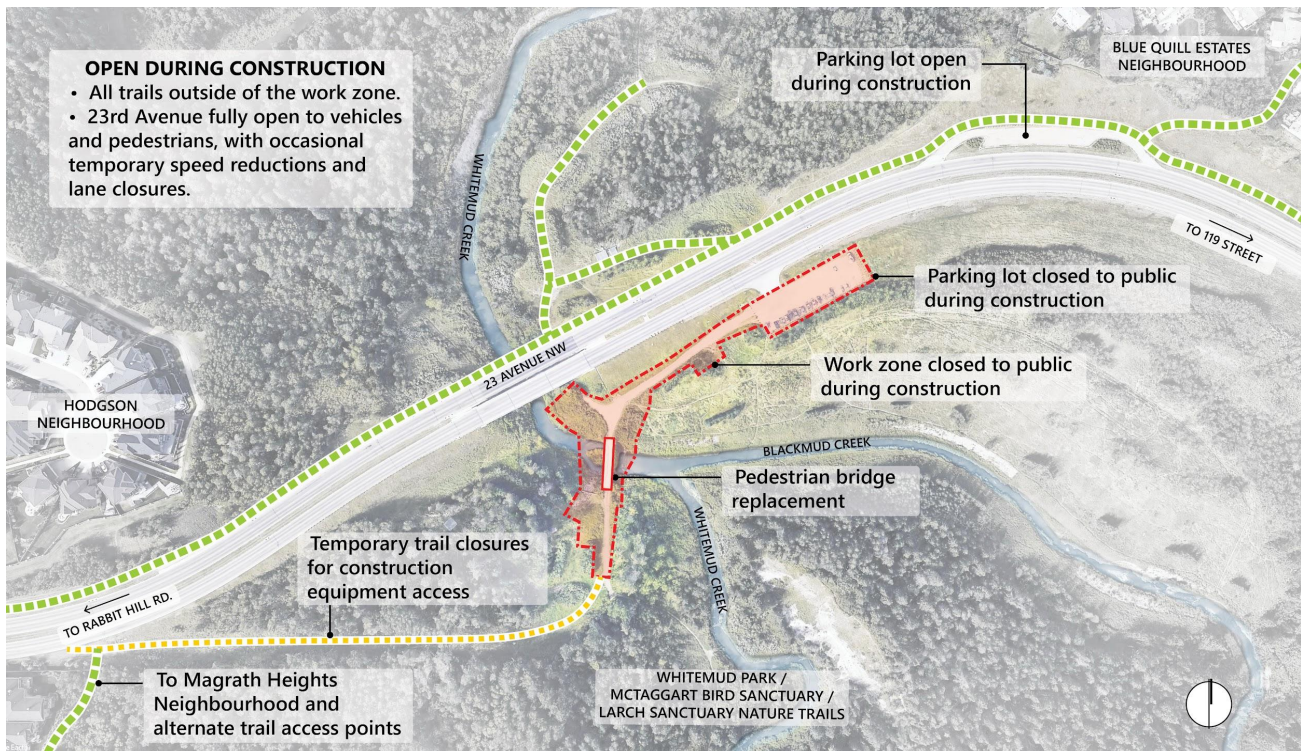 OPEN DURING CONSTRUCTION
• All trails outside of the work zone.
• 23rd Avenue fully open to vehicles
and pedestrians, with occasional
temporary speed reductions and
lane closures.
Parking lot open
during construction
BLUE QUILL ESTATES
NEIGHBOURHOOD
WHITEMUD CREEK
TO 119 STREET
Parking lot closed to public
during construction
23 AVENUE NW
Work zone closed to public
during construction
HODGSON
NEIGHBOURHOOD
BLACKMUD CREEK
Pedestrian bridge
replacement
WHITEMUD CREEK
Temporary trail closures
for construction
equipment access
TO RABBIT HILL RD.
To Magrath Heights
Neighbourhood and
alternate trail access points
WHITEMUD PARK /
MCTAGGART BIRD SANCTUARY /
LARCH SANCTUARY NATURE TRAILS